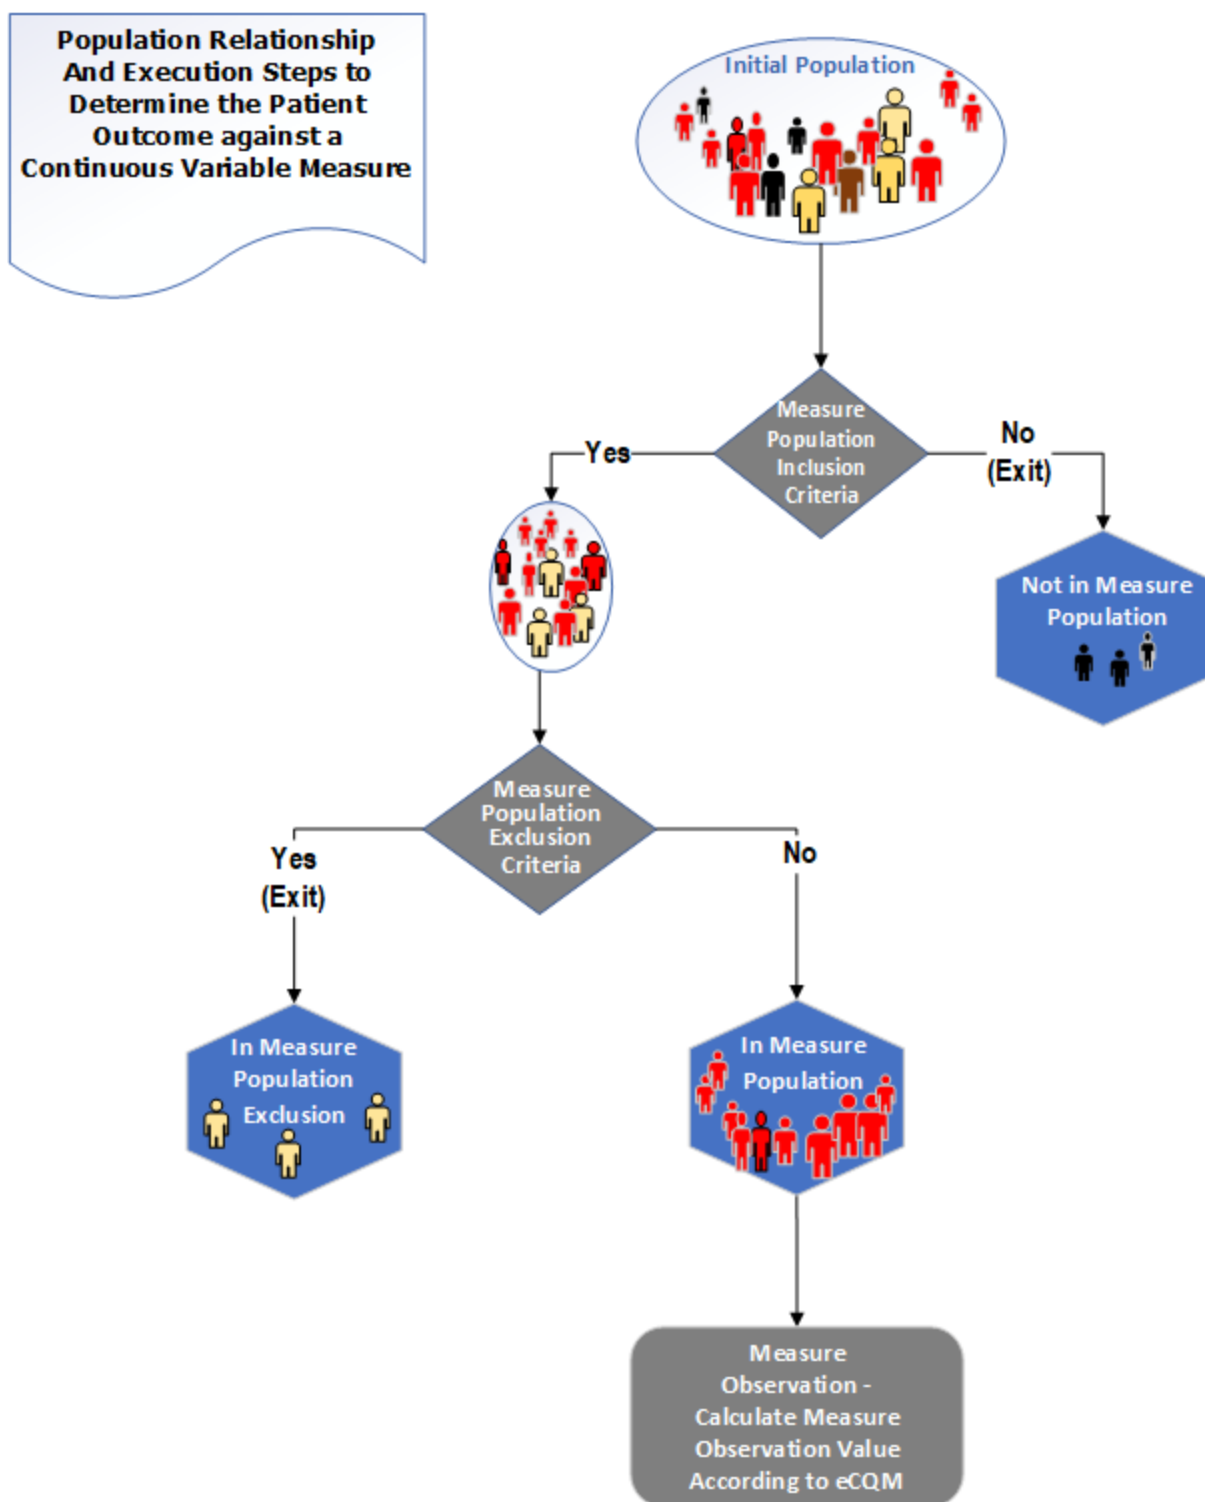 Population Relationship
And Execution Steps to
Determine the Patient
Outcome against a
Continuous Variable Measure
Initial Population
Measure
Population
Inclusion
Criteria
Yes
No
(Exit)
Not in Measure
Population
Measure
Population
Exclusion
Criteria
Yes
(Exit)
No
In Measure
Population
Exclusion
In Measure
Population
Measure
Observation -
Calculate Measure
Observation Value
According to eCQM